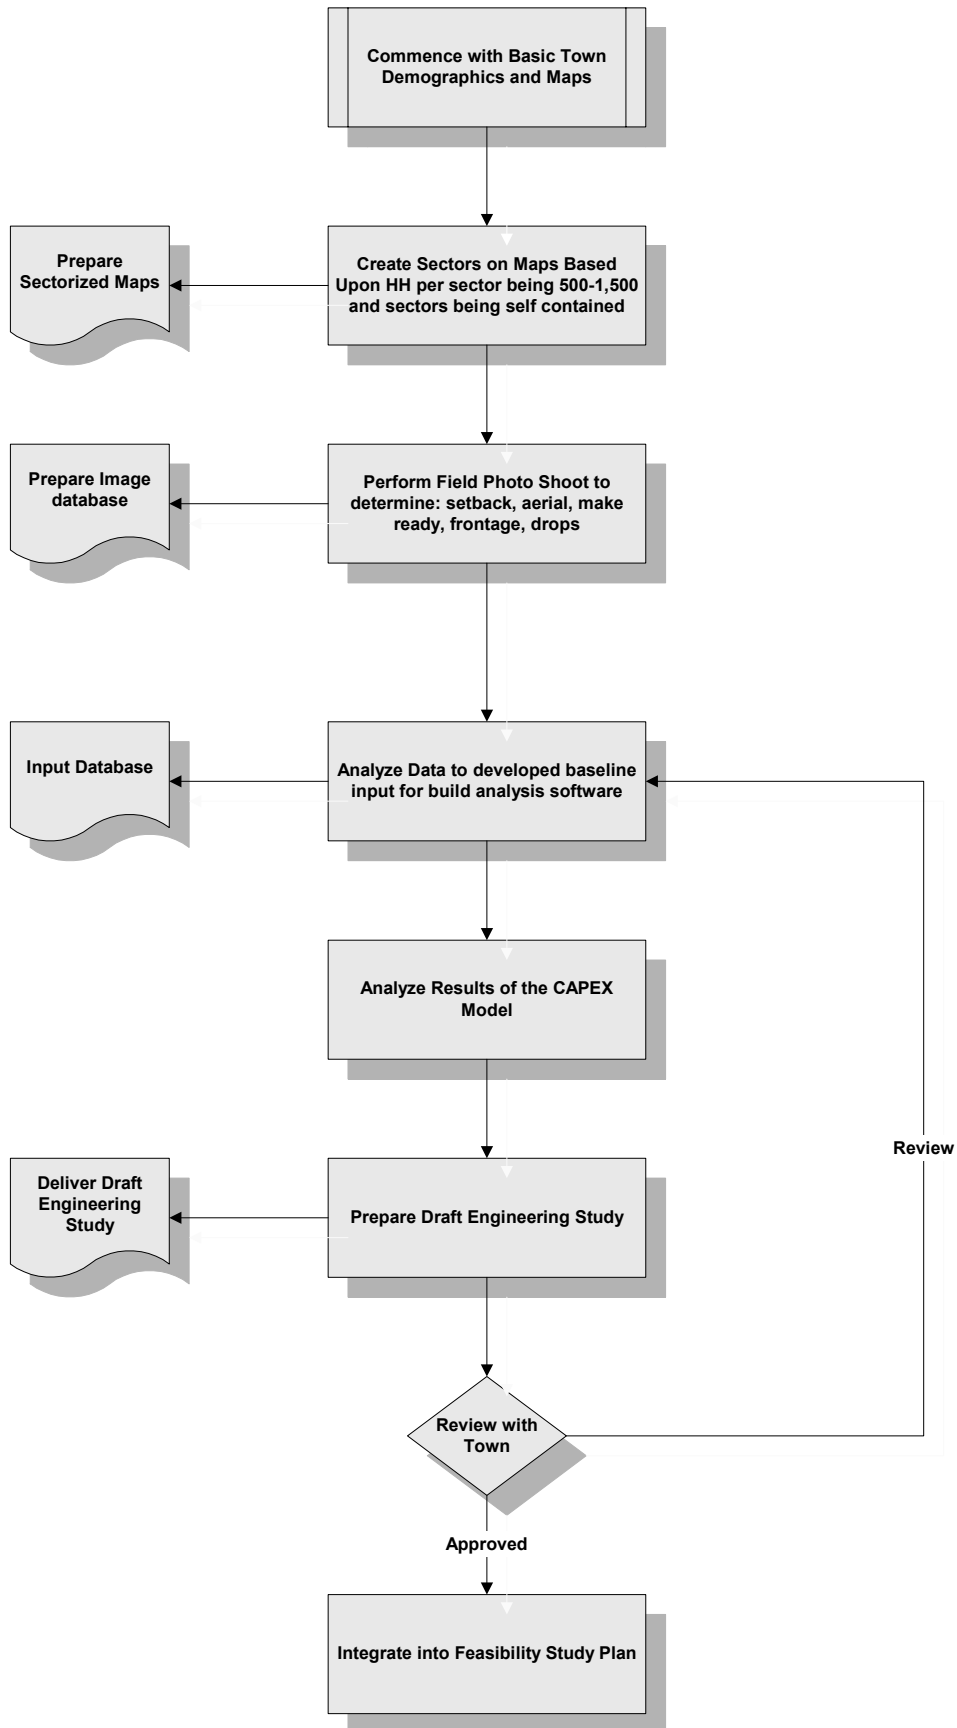 Commence with Basic Town
Demographics and Maps
Prepare
Sectorized Maps
Create Sectors on Maps Based
Upon HH per sector being 500-1,500
and sectors being self contained
Prepare Image
database
Perform Field Photo Shoot to
determine: setback, aerial, make
ready, frontage, drops
Input Database
Analyze Data to developed baseline
input for build analysis software
Analyze Results of the CAPEX
Model
Review
Deliver Draft
Engineering
Study
Prepare Draft Engineering Study
Review with
Town
Approved
Integrate into Feasibility Study Plan